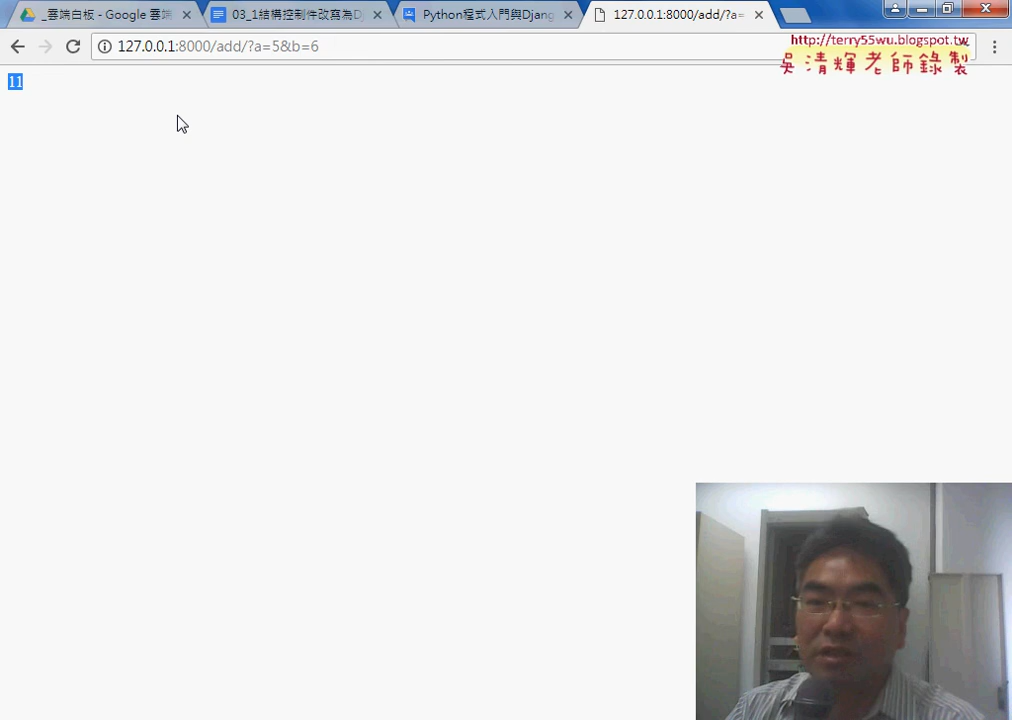 _雲端白板 - Google 雲端
03_1結構控制件改寫為D
Python程式入門與Djang
127.0.0.1:8000/add/?a=
127.0.0.1:8000/add/?a=5&b=6
http://terry55wu.blogspot.tw
吳清輝老師錄製
11